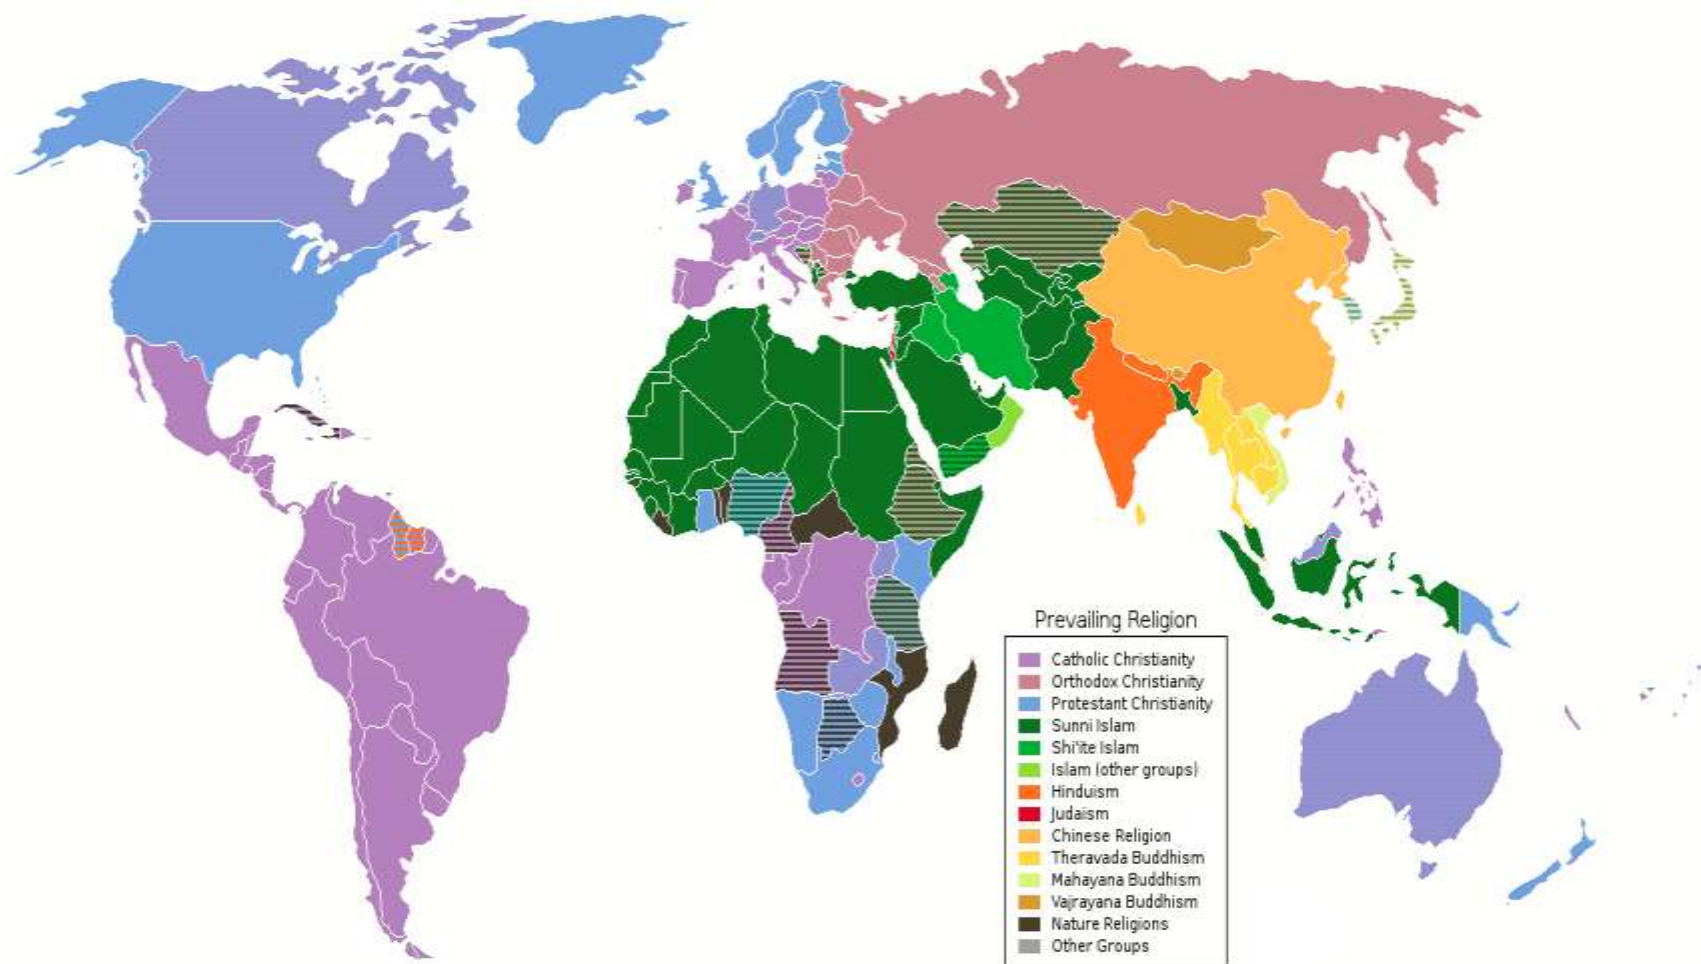 Prevailing Religion
Catholic Christianity
Orthodox Christianity
Protestant Christianity
Sunni Islam
Shi'ite Islam
Islam (other groups)
Hinduism
Judaism
Chinese Religion
Theravada Buddhism
Mahayana Buddhism
Vajrayana Buddhism
Nature Religions
Other Groups